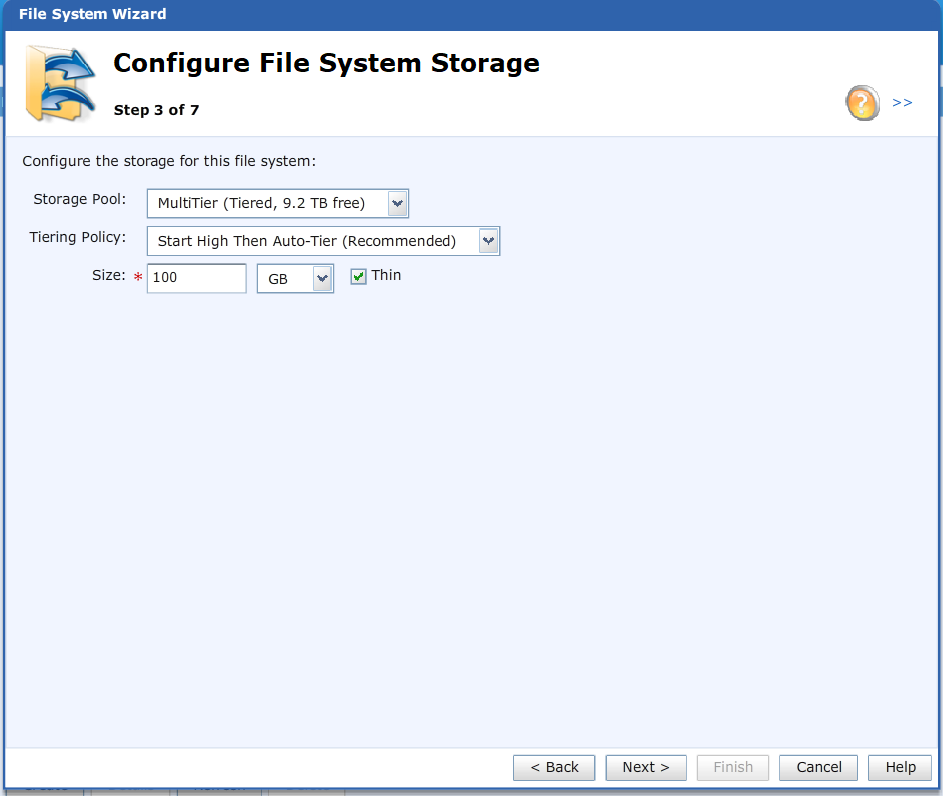 File System Wizard
Configure File System Storage
Step 3 of 7
? >>
Configure the storage for this file system:
Storage Pool: MultiTier (Tiered, 9.2 TB free)
Tiering Policy: Start High Then Auto-Tier (Recommended)
Size: * 100 GB Thin
< Back Next > Finish Cancel Help